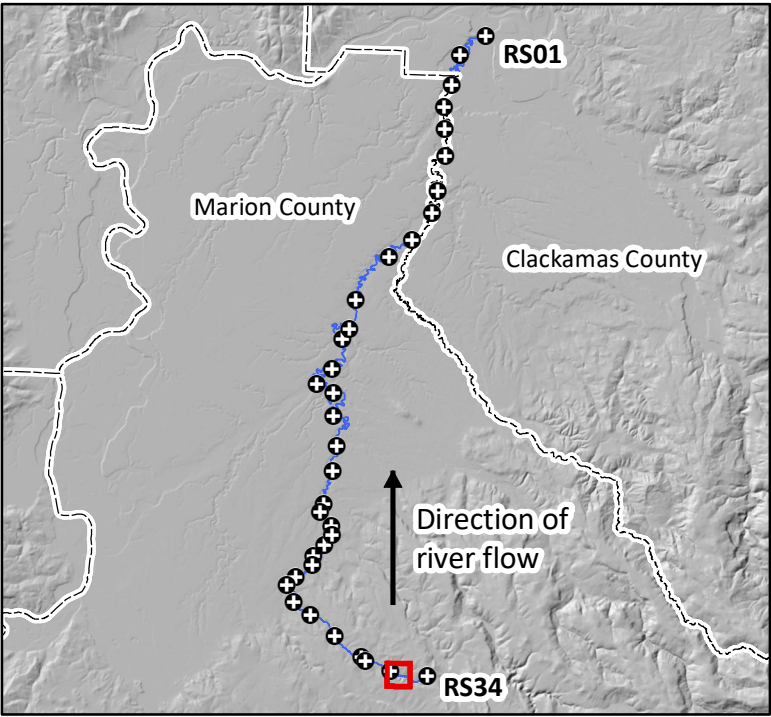 RS01
Marion County
Clackamas County
Direction of
river flow
RS34